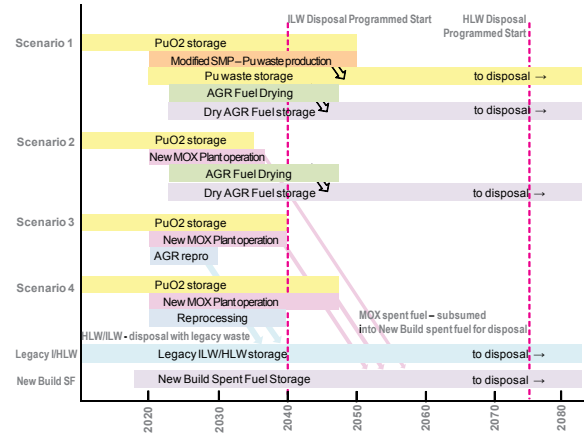 ILW Disposal Programmed Start
HLW Disposal
Programmed Start
Scenario 1
PuO2 storage
Modified SMP – Pu waste production
Pu waste storage
to disposal →
AGR Fuel Drying
Dry AGR Fuel storage
to disposal →
Scenario 2
PuO2 storage
New MOX Plant operation
AGR Fuel Drying
Dry AGR Fuel storage
to disposal →
Scenario 3
PuO2 storage
New MOX Plant operation
AGR repro
Scenario 4
PuO2 storage
New MOX Plant operation
Reprocessing
MOX spent fuel – subsumed
into New Build spent fuel for disposal
HLW/ILW - disposal with legacy waste
Legacy I/HLW
Legacy ILW/HLW storage
to disposal →
New Build SF
New Build Spent Fuel Storage
to disposal →
2020
2030
2040
2050
2060
2070
2080